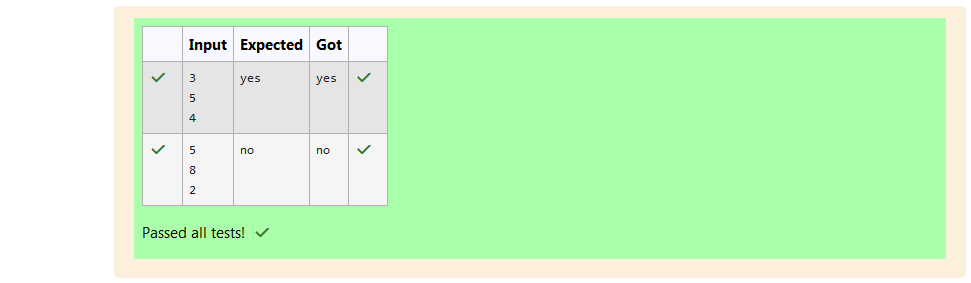 Input Expected Got
3 yes yes
5
4
5 no no
8
2
Passed all tests!